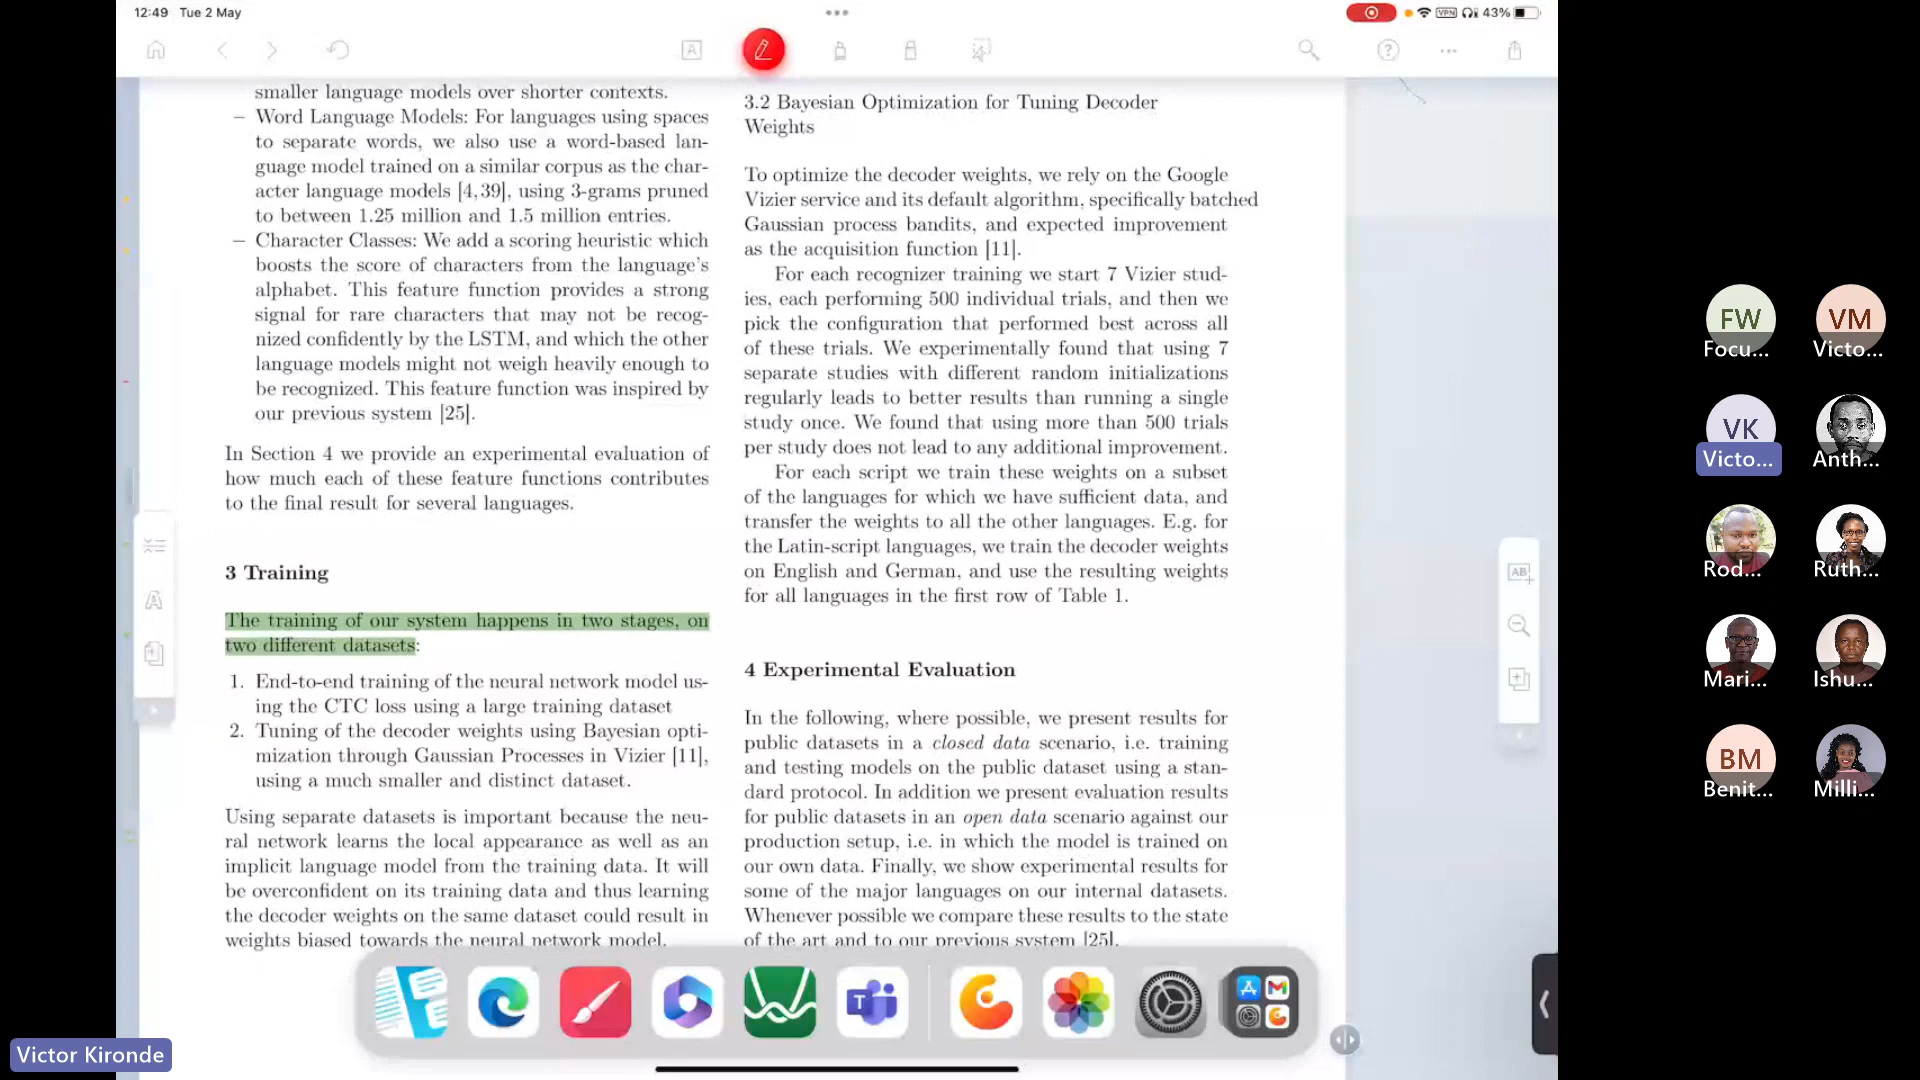 12:49 Tue 2 May
VPN 43%
smaller language models over shorter contexts.
– Word Language Models: For languages using spaces
to separate words, we also use a word-based lan-
guage model trained on a similar corpus as the char-
acter language models [4,39], using 3-grams pruned
to between 1.25 million and 1.5 million entries.
– Character Classes: We add a scoring heuristic which
boosts the score of characters from the language's
alphabet. This feature function provides a strong
signal for rare characters that may not be recog-
nized confidently by the LSTM, and which the other
language models might not weigh heavily enough to
be recognized. This feature function was inspired by
our previous system [25].
In Section 4 we provide an experimental evaluation of
how much each of these feature functions contributes
to the final result for several languages.
3 Training
The training of our system happens in two stages, on
two different datasets:
1. End-to-end training of the neural network model us-
ing the CTC loss using a large training dataset
2. Tuning of the decoder weights using Bayesian opti-
mization through Gaussian Processes in Vizier [11],
using a much smaller and distinct dataset.
Using separate datasets is important because the neu-
ral network learns the local appearance as well as an
implicit language model from the training data. It will
be overconfident on its training data and thus learning
the decoder weights on the same dataset could result in
weights biased towards the neural network model.
3.2 Bayesian Optimization for Tuning Decoder
Weights
To optimize the decoder weights, we rely on the Google
Vizier service and its default algorithm, specifically batched
Gaussian process bandits, and expected improvement
as the acquisition function [11].
For each recognizer training we start 7 Vizier stud-
ies, each performing 500 individual trials, and then we
pick the configuration that performed best across all
of these trials. We experimentally found that using 7
separate studies with different random initializations
regularly leads to better results than running a single
study once. We found that using more than 500 trials
per study does not lead to any additional improvement.
For each script we train these weights on a subset
of the languages for which we have sufficient data, and
transfer the weights to all the other languages. E.g. for
the Latin-script languages, we train the decoder weights
on English and German, and use the resulting weights
for all languages in the first row of Table 1.
4 Experimental Evaluation
In the following, where possible, we present results for
public datasets in a closed data scenario, i.e. training
and testing models on the public dataset using a stan-
dard protocol. In addition we present evaluation results
for public datasets in an open data scenario against our
production setup, i.e. in which the model is trained on
our own data. Finally, we show experimental results for
some of the major languages on our internal datasets.
Whenever possible we compare these results to the state
of the art and to our previous system [25].
FW
Focu...
VM
Victo...
VK
Victo...
Anth...
Rod...
Ruth...
Mari...
Ishu...
BM
Benit...
Milli...
Victor Kironde